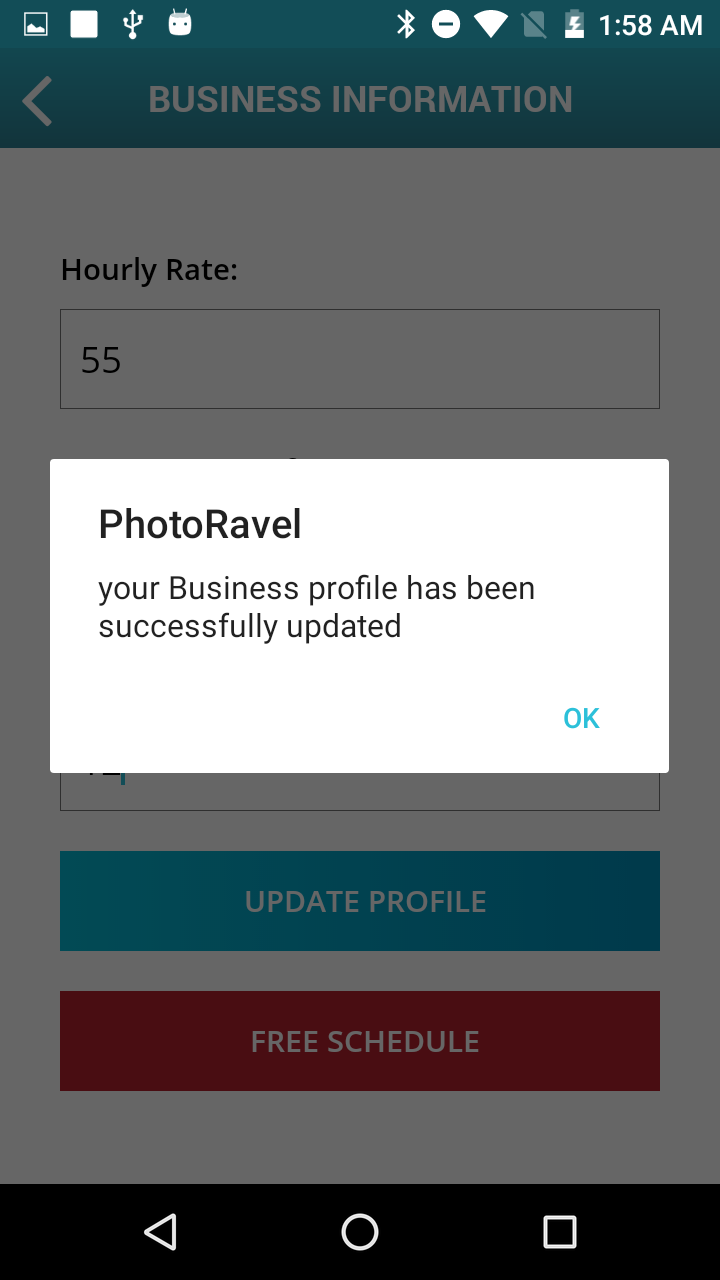 1:58 AM
BUSINESS INFORMATION
Hourly Rate:
55
PhotoRavel
your Business profile has been
successfully updated
OK
UPDATE PROFILE
FREE SCHEDULE